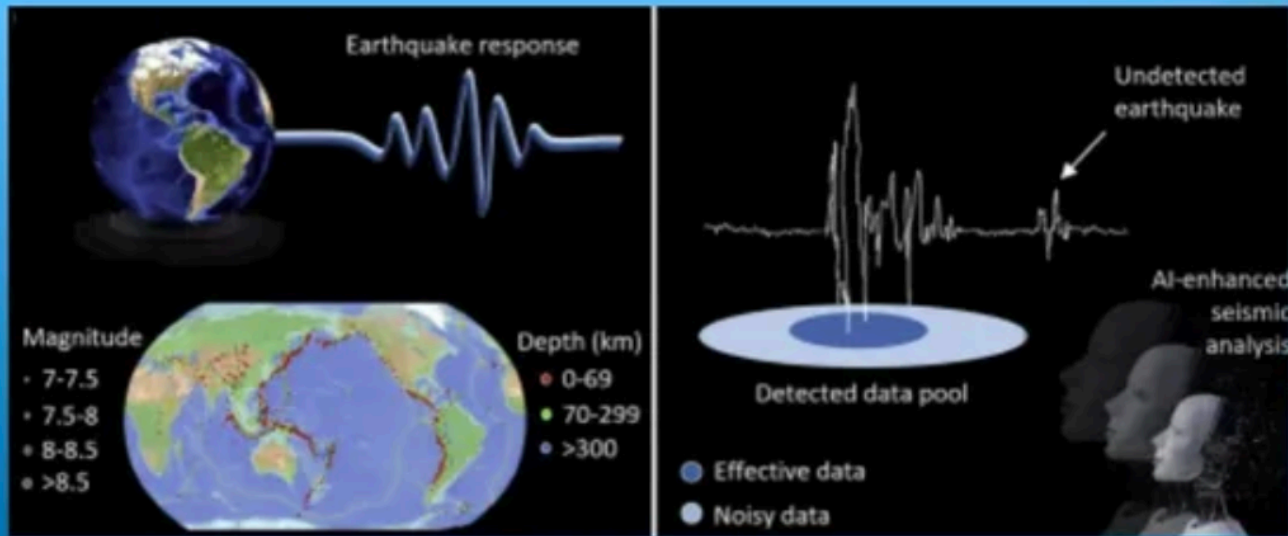 Earthquake response
Magnitude
7-7.5
7.5-8
8-8.5
>8.5
Depth (km)
0-69
70-299
>300
Undetected
earthquake
AI-enhanced
seismic
analysis
Detected data pool
Effective data
Noisy data